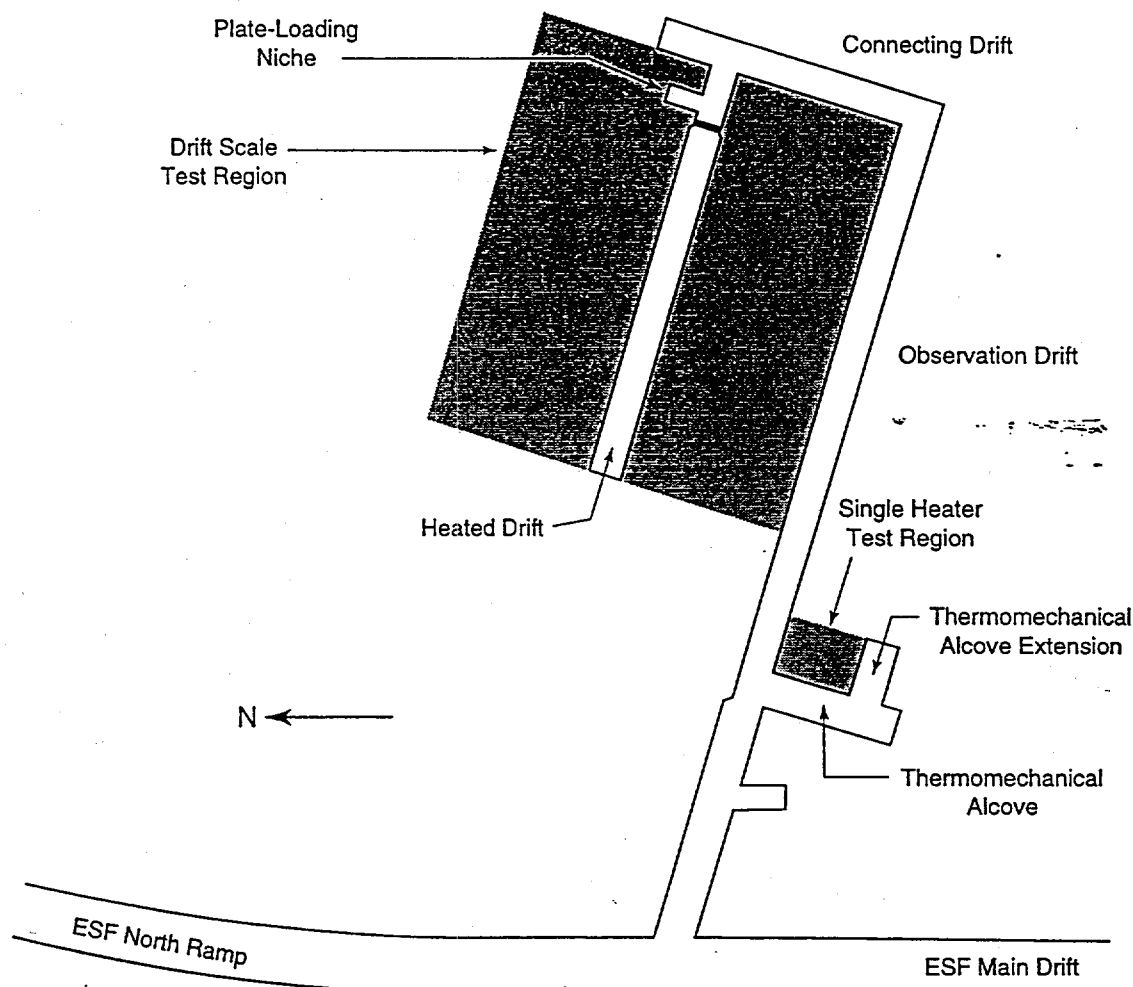 Plate-Loading
Niche
Connecting Drift
Drift Scale
Test Region
Observation Drift
Single Heater
Test Region
Heated Drift
Thermomechanical
Alcove Extension
N
Thermomechanical
Alcove
ESF North Ramp
ESF Main Drift